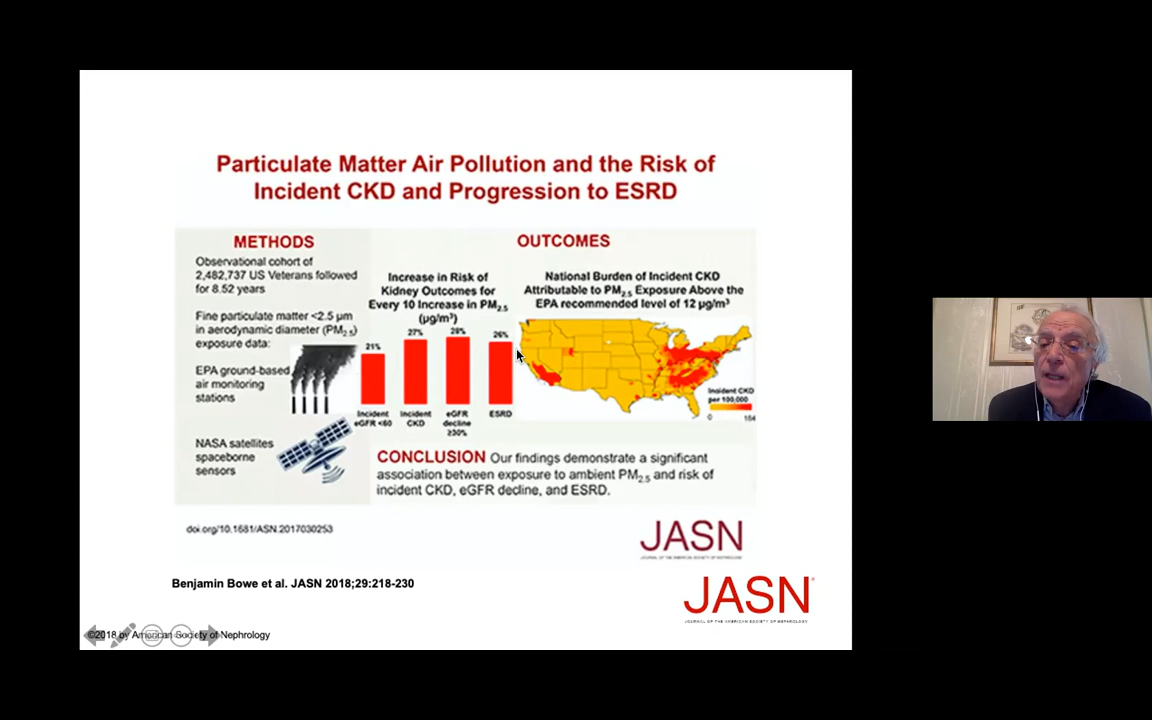 Particulate Matter Air Pollution and the Risk of
Incident CKD and Progression to ESRD
METHODS
Observational cohort of
2,482,737 US Veterans followed
for 8.52 years
Fine particulate matter <2.5 µm
in aerodynamic diameter (PM2.5)
exposure data:
EPA ground-based
air monitoring
stations
NASA satellites
spaceborne
sensors
OUTCOMES
Increase in Risk of
Kidney Outcomes for
Every 10 Increase in PM2.5
(µg/m³)
21%
27%
28%
26%
Incident
eGFR <60
Incident
CKD
eGFR
decline
≥30%
ESRD
National Burden of Incident CKD
Attributable to PM2.5 Exposure Above the
EPA recommended level of 12 µg/m³
Incident CKD
per 100,000
0
164
CONCLUSION Our findings demonstrate a significant
association between exposure to ambient PM2.5 and risk of
incident CKD, eGFR decline, and ESRD.
doi.org/10.1681/ASN.2017030253
JASN
JOURNAL OF THE AMERICAN SOCIETY OF NEPHROLOGY
Benjamin Bowe et al. JASN 2018;29:218-230
JASN
JOURNAL OF THE AMERICAN SOCIETY OF NEPHROLOGY
©2018 by American Society of Nephrology